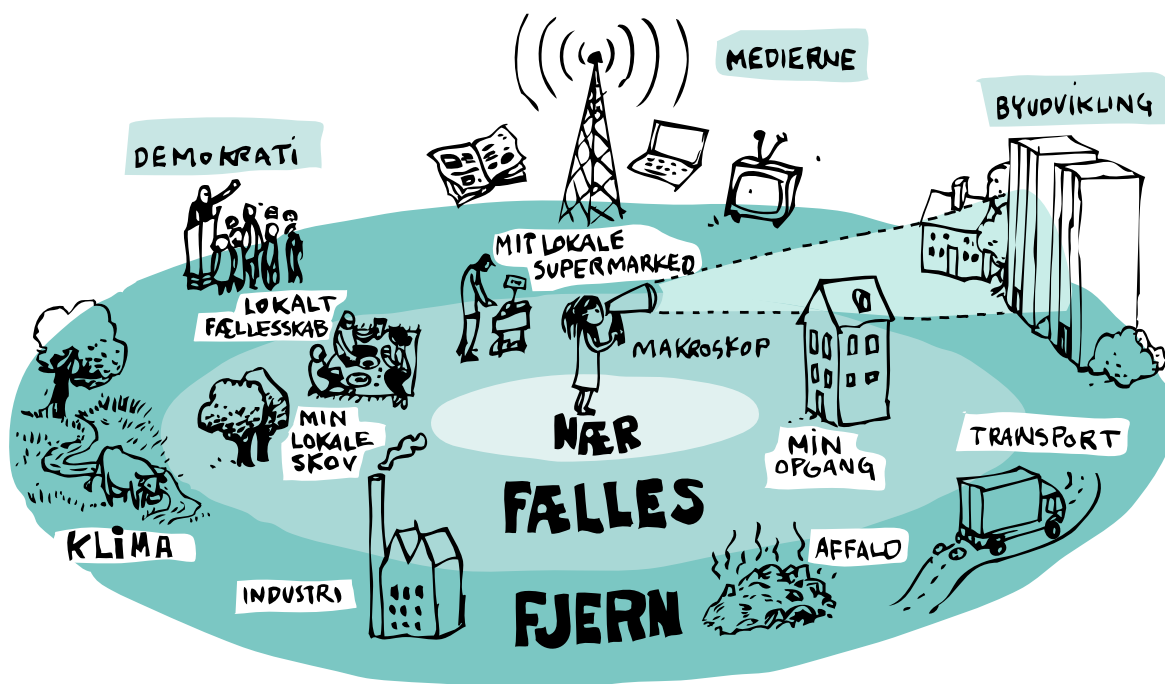 MEDIERNE
BYUDVIKLING
DEMOKRATI
MIT LOKALE
SUPERMARKED
LOKALT
FÆLLESSKAB
MAKROSKOP
MIN
LOKALE
SKOV
NÆR
MIN
OPGANG
TRANSPORT
FÆLLES
KLIMA
AFFALD
INDUSTRI
FJERN